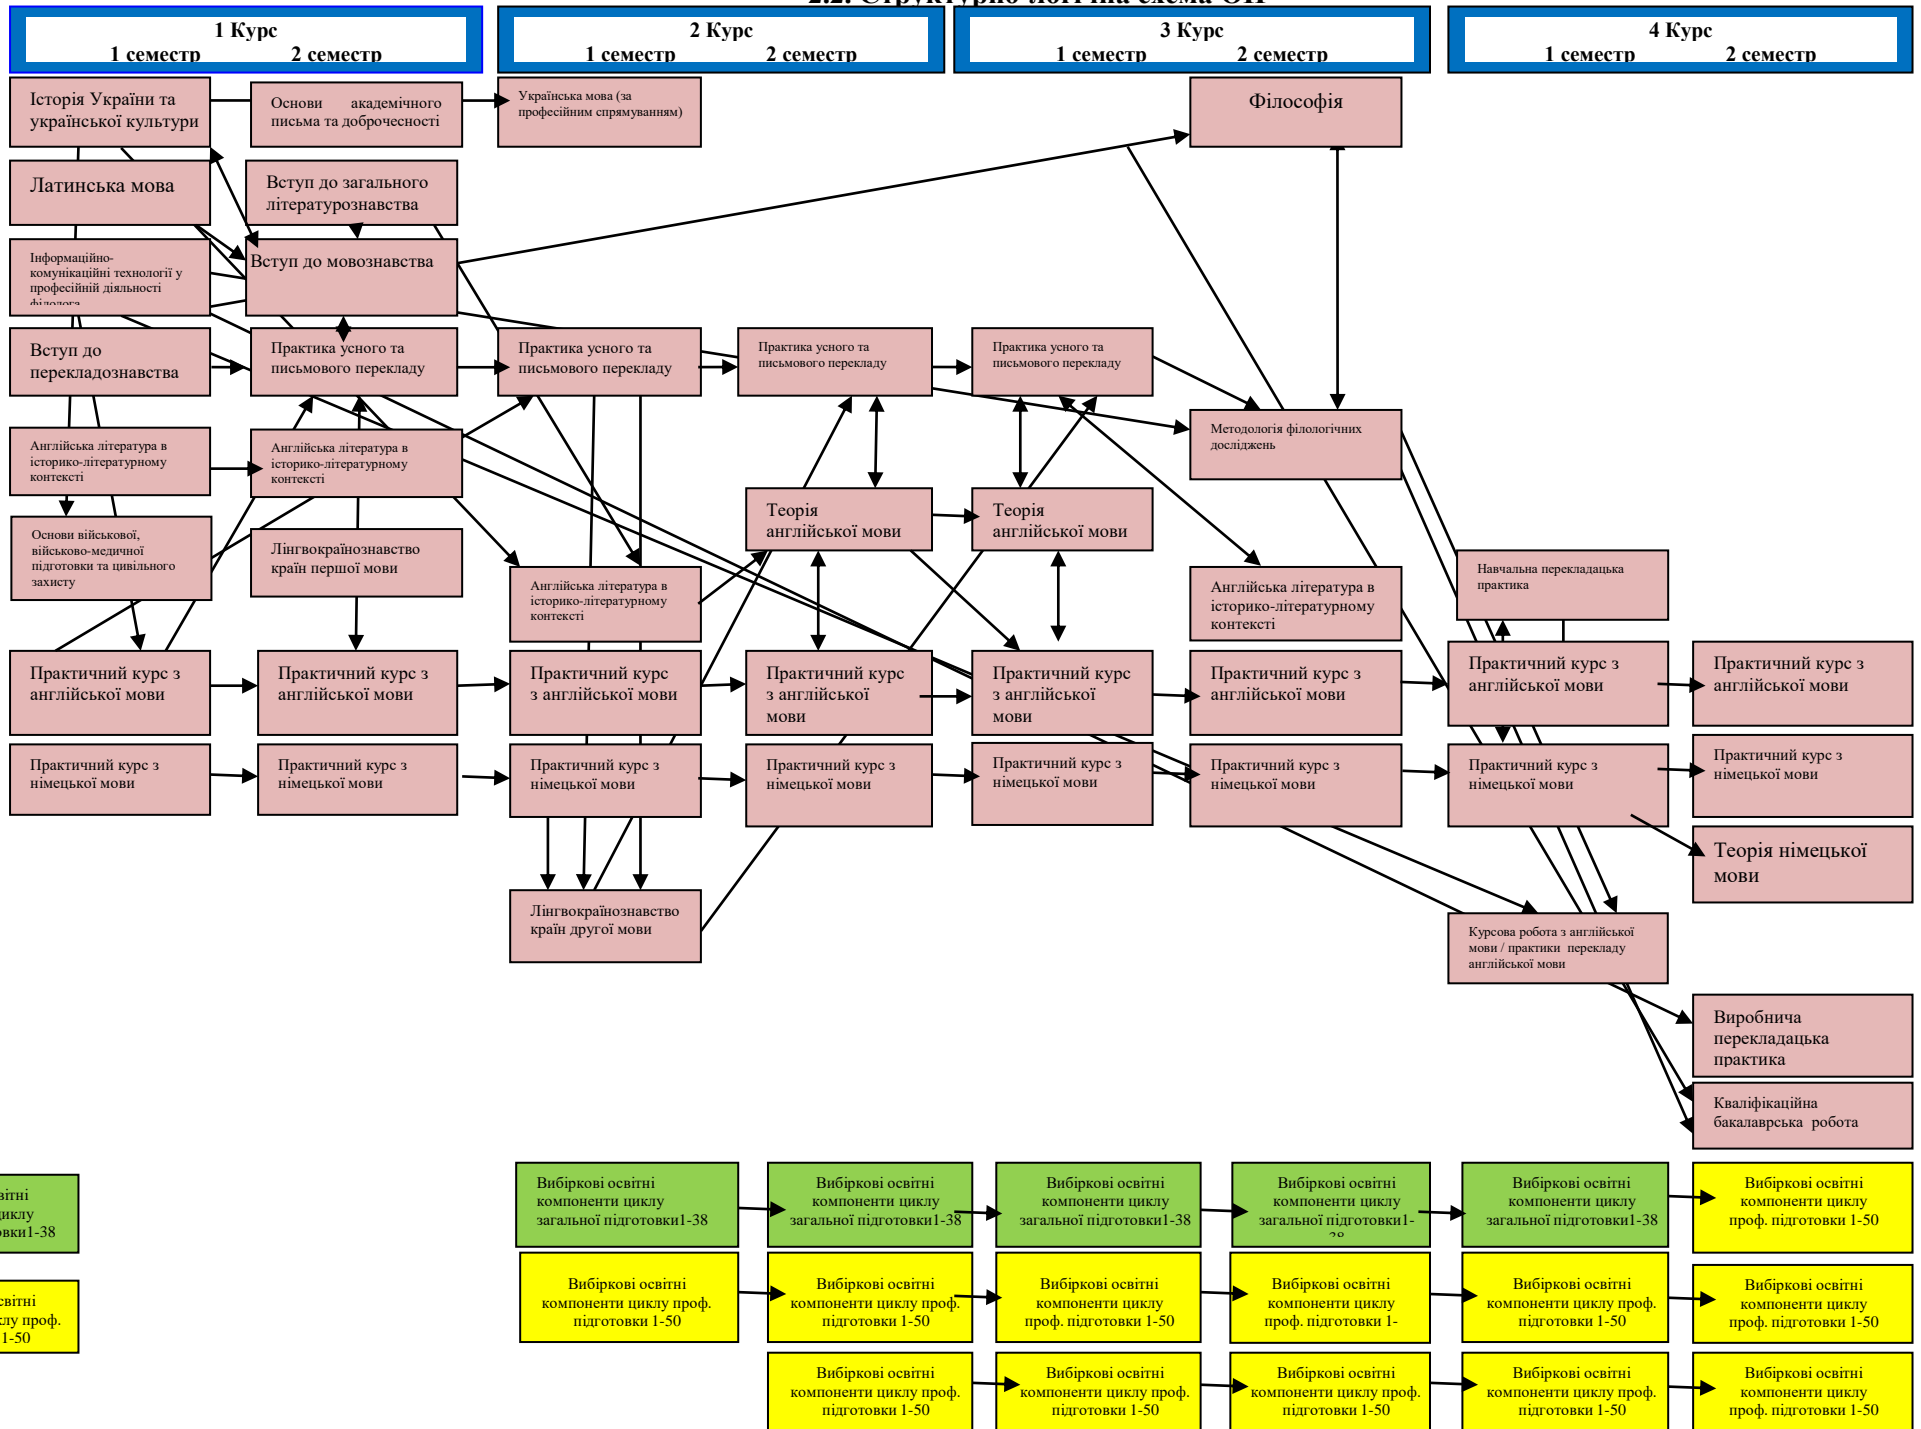 2.2. Структурно-логічна схема ОП
1 Курс
1 семестр 2 семестр
2 Курс
1 семестр 2 семестр
3 Курс
1 семестр 2 семестр
4 Курс
1 семестр 2 семестр
Історія України та
української культури
Основи академічного
письма та доброчесності
Українська мова (за
професійним спрямуванням)
Філософія
Латинська мова
Вступ до загального
літературознавства
Інформаційно-
комунікаційні технології у
професійній діяльності
філолога
Вступ до мовознавства
Вступ до
перекладознавства
Практика усного та
письмового перекладу
Практика усного та
письмового перекладу
Практика усного та
письмового перекладу
Практика усного та
письмового перекладу
Методологія філологічних
досліджень
Англійська література в
історико-літературному
контексті
Англійська література в
історико-літературному
контексті
Теорія
англійської мови
Теорія
англійської мови
Основи військової,
військово-медичної
підготовки та цивільного
захисту
Лінгвокраїнознавство
країн першої мови
Англійська література в
історико-літературному
контексті
Англійська література в
історико-літературному
контексті
Навчальна перекладацька
практика
Практичний курс з
англійської мови
Практичний курс з
англійської мови
Практичний курс
з англійської мови
Практичний курс
з англійської
мови
Практичний курс
з англійської
мови
Практичний курс з
англійської мови
Практичний курс з
англійської мови
Практичний курс з
англійської мови
Практичний курс з
німецької мови
Практичний курс з
німецької мови
Практичний курс з
німецької мови
Практичний курс з
німецької мови
Практичний курс з
німецької мови
Практичний курс з
німецької мови
Практичний курс з
німецької мови
Практичний курс з
німецької мови
Теорія німецької
мови
Лінгвокраїнознавство
країн другої мови
Курсова робота з англійської
мови / практики перекладу
англійської мови
Виробнича
перекладацька
практика
Кваліфікаційна
бакалаврська робота
вітні
циклу
овки1-38
Вибіркові освітні
компоненти циклу
загальної підготовки1-38
Вибіркові освітні
компоненти циклу
загальної підготовки1-38
Вибіркові освітні
компоненти циклу
загальної підготовки1-38
Вибіркові освітні
компоненти циклу
загальної підготовки1-
38
Вибіркові освітні
компоненти циклу
загальної підготовки1-38
Вибіркові освітні
компоненти циклу
проф. підготовки 1-50
світні
клу проф.
1-50
Вибіркові освітні
компоненти циклу проф.
підготовки 1-50
Вибіркові освітні
компоненти циклу проф.
підготовки 1-50
Вибіркові освітні
компоненти циклу
проф. підготовки 1-50
Вибіркові освітні
компоненти циклу
проф. підготовки 1-
Вибіркові освітні
компоненти циклу проф.
підготовки 1-50
Вибіркові освітні
компоненти циклу
проф. підготовки 1-50
Вибіркові освітні
компоненти циклу проф.
підготовки 1-50
Вибіркові освітні
компоненти циклу проф.
підготовки 1-50
Вибіркові освітні
компоненти циклу проф.
підготовки 1-50
Вибіркові освітні
компоненти циклу проф.
підготовки 1-50
Вибіркові освітні
компоненти циклу
проф. підготовки 1-50